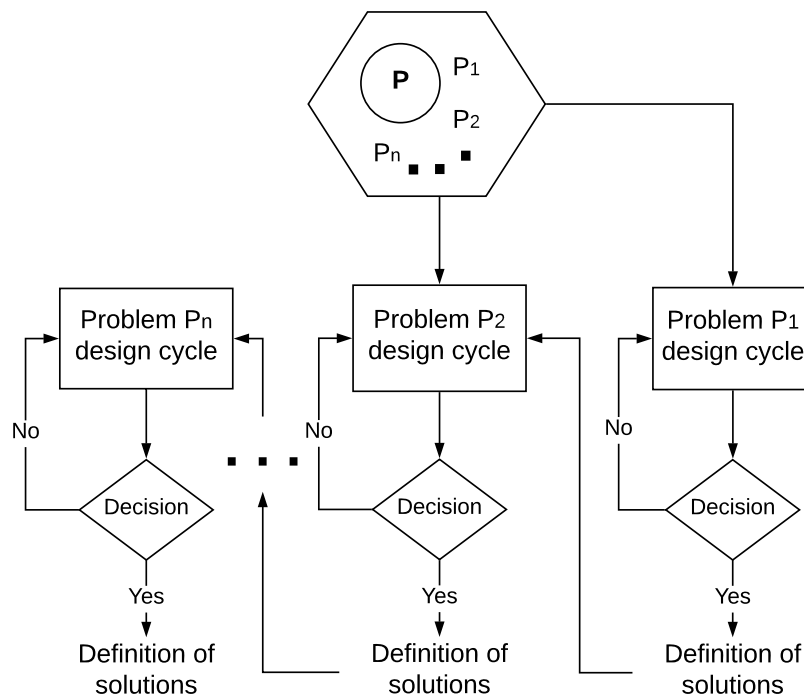 P
P1
P2
Pn
Problem Pn
design cycle
Problem P2
design cycle
Problem P1
design cycle
No
No
No
Decision
Decision
Decision
Yes
Yes
Yes
Definition of
solutions
Definition of
solutions
Definition of
solutions